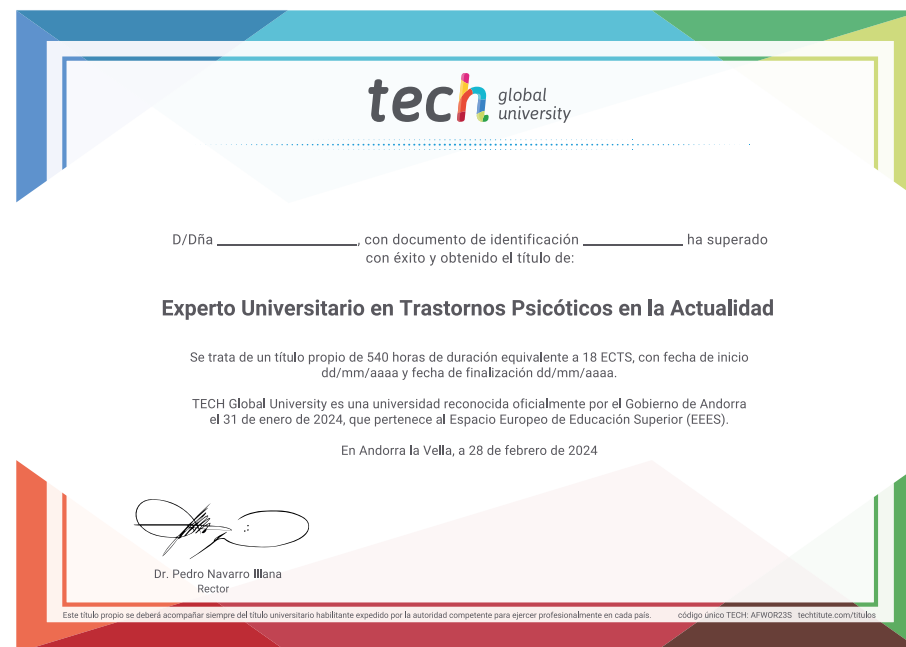 tech global university
D/Dña ______________, con documento de identificación __________ ha superado
con éxito y obtenido el título de:
Experto Universitario en Trastornos Psicóticos en la Actualidad
Se trata de un título propio de 540 horas de duración equivalente a 18 ECTS, con fecha de inicio
dd/mm/aaaa y fecha de finalización dd/mm/aaaa.
TECH Global University es una universidad reconocida oficialmente por el Gobierno de Andorra
el 31 de enero de 2024, que pertenece al Espacio Europeo de Educación Superior (EEES).
En Andorra la Vella, a 28 de febrero de 2024
Dr. Pedro Navarro Illana
Rector
Este título propio se deberá acompañar siempre del título universitario habilitante expedido por la autoridad competente para ejercer profesionalmente en cada país. código único TECH: AFWOR23S techtitute.com/titulos